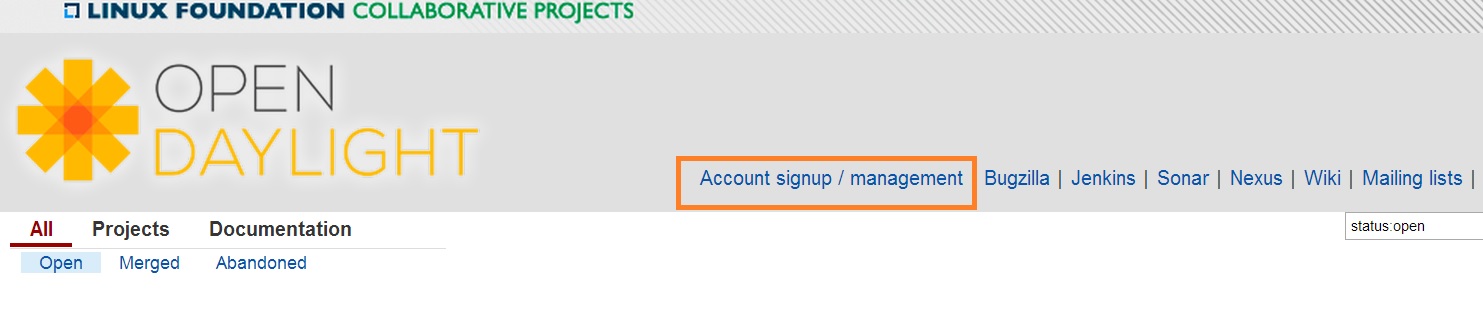 LINUX FOUNDATION COLLABORATIVE PROJECTS
OPEN
DAYLIGHT
Account signup / management Bugzilla | Jenkins | Sonar | Nexus | Wiki | Mailing lists |
All Projects Documentation
status:open
Open Merged Abandoned